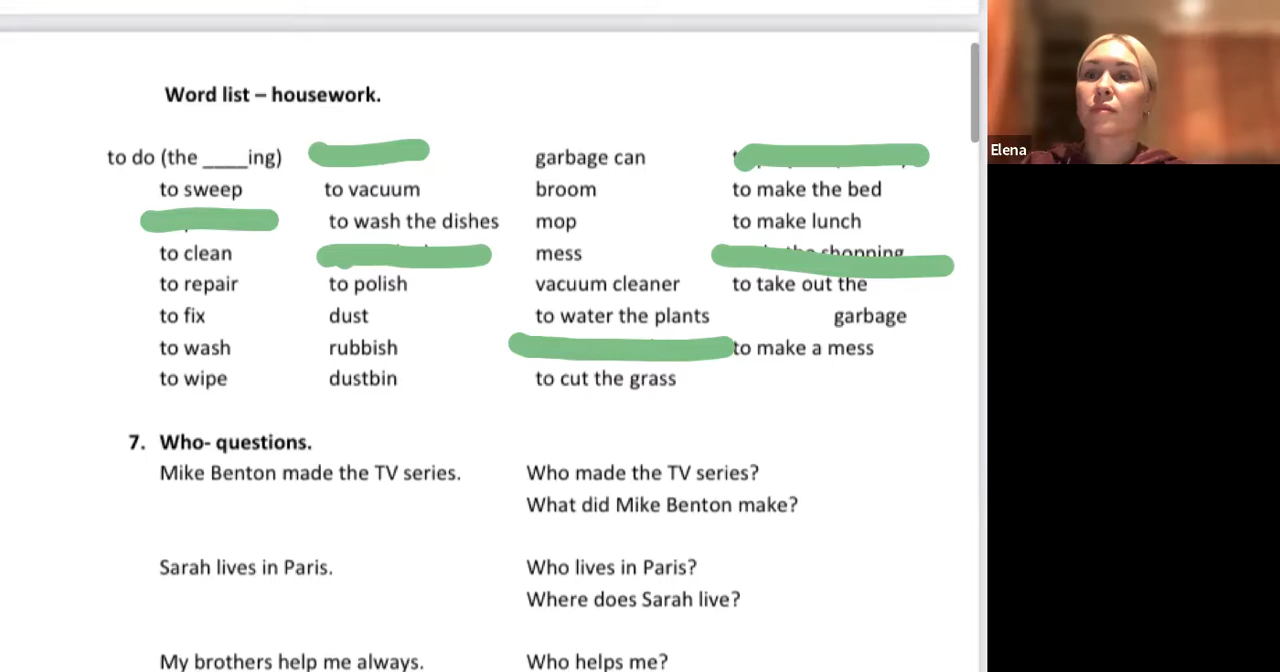 Word list – housework.
to do (the ____ing) garbage can
to sweep to vacuum broom to make the bed
to wash the dishes mop to make lunch
to clean mess shopping
to repair to polish vacuum cleaner to take out the
to fix dust to water the plants garbage
to wash rubbish to make a mess
to wipe dustbin to cut the grass
7. Who- questions.
Mike Benton made the TV series. Who made the TV series?
What did Mike Benton make?
Sarah lives in Paris. Who lives in Paris?
Where does Sarah live?
My brothers help me always. Who helps me?
Elena